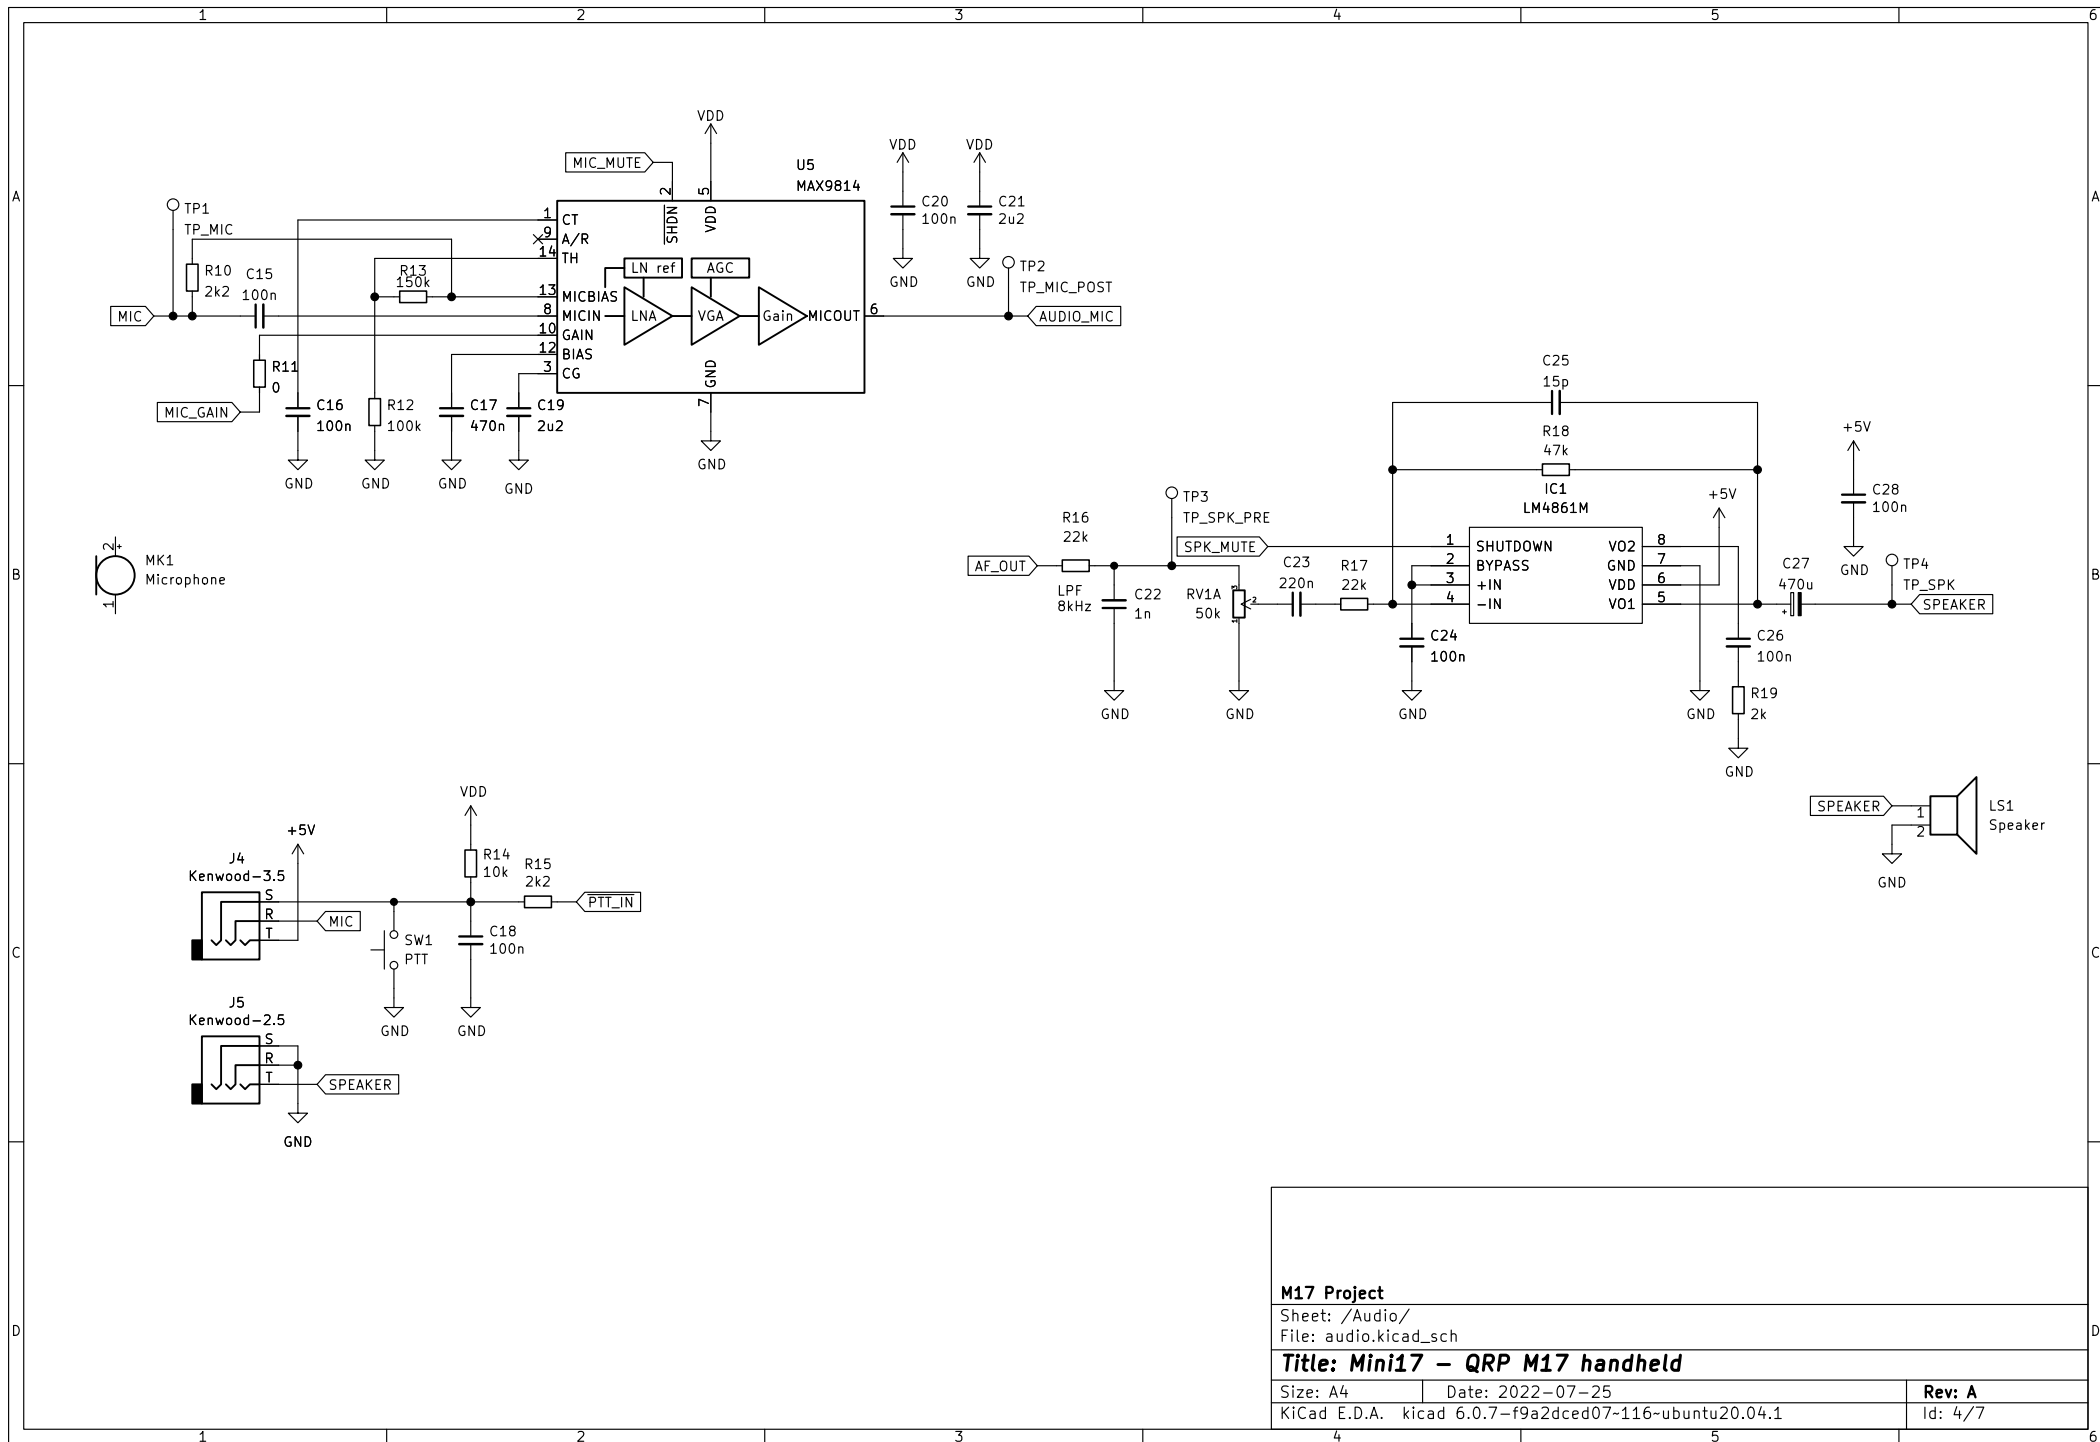 1 2 3 4 5 6
VDD
MIC_MUTE
U5
MAX9814
VDD VDD
A A
TP1
TP_MIC
2 5
SHDN VDD
C20
100n
C21
2u2
1 CT
9 A/R
14 TH
R10
2k2
C15
100n
R13
150k
LN ref AGC
GND GND
TP2
TP_MIC_POST
13 MICBIAS
MIC
8 MICIN LNA VGA Gain MICOUT 6
AUDIO_MIC
10 GAIN
12 BIAS
3 CG
GND
7
R11
0
MIC_GAIN
C16
100n
R12
100k
C17
470n
C19
2u2
GND
GND GND GND GND
C25
15p
R18
47k
+5V
IC1
LM4861M
+5V
C28
100n
GND
R16
22k
TP3
TP_SPK_PRE
SPK_MUTE
AF_OUT
LPF
8kHz
C22
1n
RV1A
50k
3
2
1
C23
220n
R17
22k
1 SHUTDOWN VO2 8
2 BYPASS GND 7
3 +IN VDD 6
4 -IN VO1 5
C27
470u
+
TP4
TP_SPK
SPEAKER
B B
2
+
MK1
Microphone
1
C24
100n
C26
100n
R19
2k
GND GND GND GND
GND
SPEAKER
1
2
LS1
Speaker
GND
VDD
+5V
J4
Kenwood-3.5
S
R
T
MIC
R14
10k
R15
2k2
PTT_IN
SW1
PTT
C18
100n
GND GND
C C
J5
Kenwood-2.5
S
R
T
SPEAKER
GND
D D
M17 Project
Sheet: /Audio/
File: audio.kicad_sch
Title: Mini17 – QRP M17 handheld
Size: A4 Date: 2022-07-25 Rev: A
KiCad E.D.A. kicad 6.0.7-f9a2dced07~116~ubuntu20.04.1 Id: 4/7
1 2 3 4 5 6